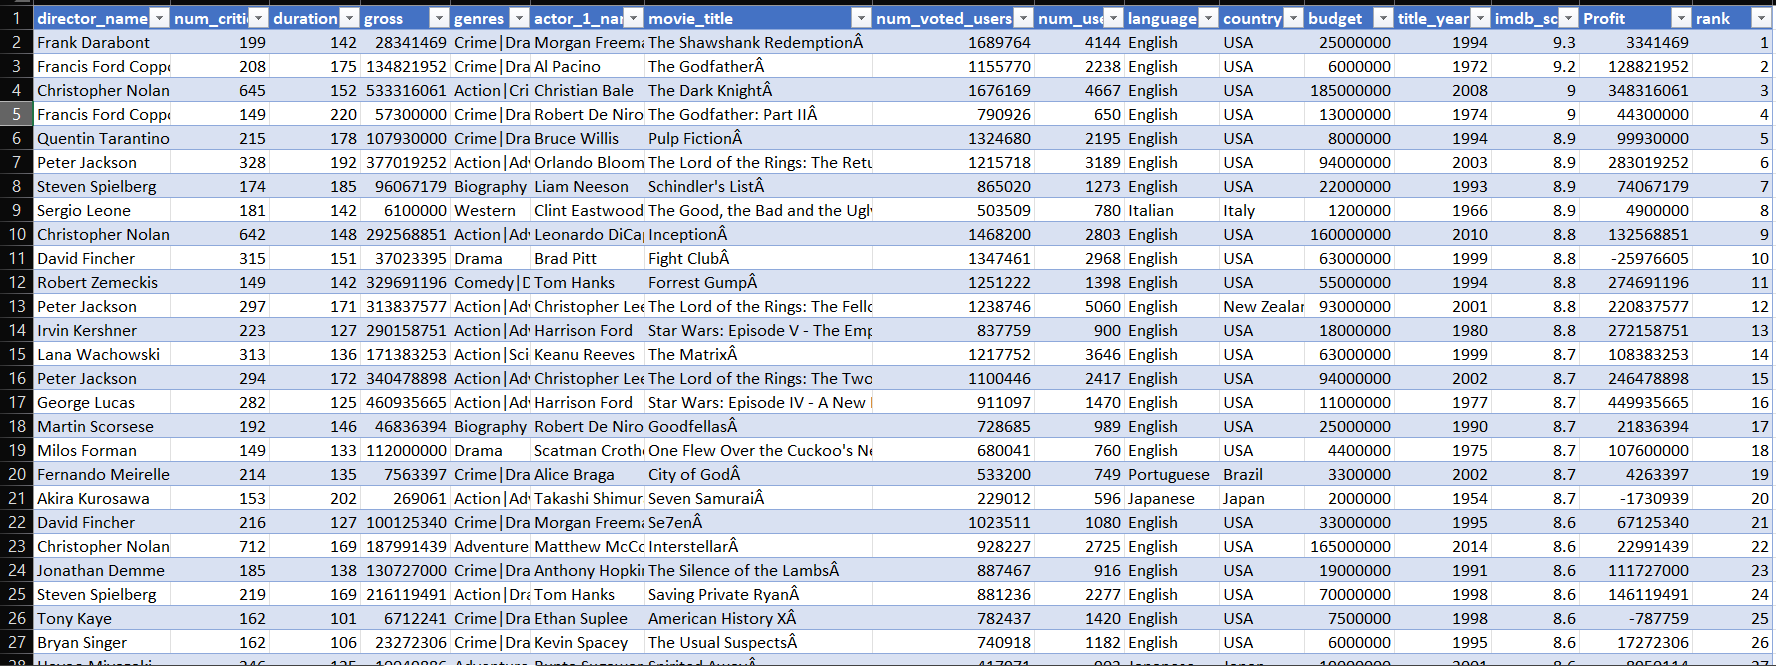 1 director_name num_critic duration gross genres actor_1_nar movie_title num_voted_users num_use language country budget title_year imdb_sc Profit rank
2 Frank Darabont 199 142 28341469 Crime|Dra Morgan Freema The Shawshank RedemptionÂ 1689764 4144 English USA 25000000 1994 9.3 3341469 1
3 Francis Ford Coppo 208 175 134821952 Crime|Dra Al Pacino The GodfatherÂ 1155770 2238 English USA 6000000 1972 9.2 128821952 2
4 Christopher Nolan 645 152 533316061 Action|Cri Christian Bale The Dark KnightÂ 1676169 4667 English USA 185000000 2008 9 348316061 3
5 Francis Ford Coppo 149 220 57300000 Crime|Dra Robert De Niro The Godfather: Part IIÂ 790926 650 English USA 13000000 1974 9 44300000 4
6 Quentin Tarantino 215 178 107930000 Crime|Dra Bruce Willis Pulp FictionÂ 1324680 2195 English USA 8000000 1994 8.9 99930000 5
7 Peter Jackson 328 192 377019252 Action|Adv Orlando Bloom The Lord of the Rings: The Retu 1215718 3189 English USA 94000000 2003 8.9 283019252 6
8 Steven Spielberg 174 185 96067179 Biography Liam Neeson Schindler's ListÂ 865020 1273 English USA 22000000 1993 8.9 74067179 7
9 Sergio Leone 181 142 6100000 Western Clint Eastwood The Good, the Bad and the Ugly 503509 780 Italian Italy 1200000 1966 8.9 4900000 8
10 Christopher Nolan 642 148 292568851 Action|Adv Leonardo DiCap InceptionÂ 1468200 2803 English USA 160000000 2010 8.8 132568851 9
11 David Fincher 315 151 37023395 Drama Brad Pitt Fight ClubÂ 1347461 2968 English USA 63000000 1999 8.8 -25976605 10
12 Robert Zemeckis 149 142 329691196 Comedy|D Tom Hanks Forrest GumpÂ 1251222 1398 English USA 55000000 1994 8.8 274691196 11
13 Peter Jackson 297 171 313837577 Action|Adv Christopher Lee The Lord of the Rings: The Fello 1238746 5060 English New Zealan 93000000 2001 8.8 220837577 12
14 Irvin Kershner 223 127 290158751 Action|Adv Harrison Ford Star Wars: Episode V - The Emp 837759 900 English USA 18000000 1980 8.8 272158751 13
15 Lana Wachowski 313 136 171383253 Action|Sci Keanu Reeves The MatrixÂ 1217752 3646 English USA 63000000 1999 8.7 108383253 14
16 Peter Jackson 294 172 340478898 Action|Adv Christopher Lee The Lord of the Rings: The Two 1100446 2417 English USA 94000000 2002 8.7 246478898 15
17 George Lucas 282 125 460935665 Action|Adv Harrison Ford Star Wars: Episode IV - A New 911097 1470 English USA 11000000 1977 8.7 449935665 16
18 Martin Scorsese 192 146 46836394 Biography Robert De Niro GoodfellasÂ 728685 989 English USA 25000000 1990 8.7 21836394 17
19 Milos Forman 149 133 112000000 Drama Scatman Crothe One Flew Over the Cuckoo's Ne 680041 760 English USA 4400000 1975 8.7 107600000 18
20 Fernando Meirelle 214 135 7563397 Crime|Dra Alice Braga City of GodÂ 533200 749 Portuguese Brazil 3300000 2002 8.7 4263397 19
21 Akira Kurosawa 153 202 269061 Action|Adv Takashi Shimur Seven SamuraiÂ 229012 596 Japanese Japan 2000000 1954 8.7 -1730939 20
22 David Fincher 216 127 100125340 Crime|Dra Morgan Freema Se7enÂ 1023511 1080 English USA 33000000 1995 8.6 67125340 21
23 Christopher Nolan 712 169 187991439 Adventure Matthew McCo InterstellarÂ 928227 2725 English USA 165000000 2014 8.6 22991439 22
24 Jonathan Demme 185 138 130727000 Crime|Dra Anthony Hopkin The Silence of the LambsÂ 887467 916 English USA 19000000 1991 8.6 111727000 23
25 Steven Spielberg 219 169 216119491 Action|Dra Tom Hanks Saving Private RyanÂ 881236 2277 English USA 70000000 1998 8.6 146119491 24
26 Tony Kaye 162 101 6712241 Crime|Dra Ethan Suplee American History XÂ 782437 1420 English USA 7500000 1998 8.6 -787759 25
27 Bryan Singer 162 106 23272306 Crime|Dra Kevin Spacey The Usual SuspectsÂ 740918 1182 English USA 6000000 1995 8.6 17272306 26